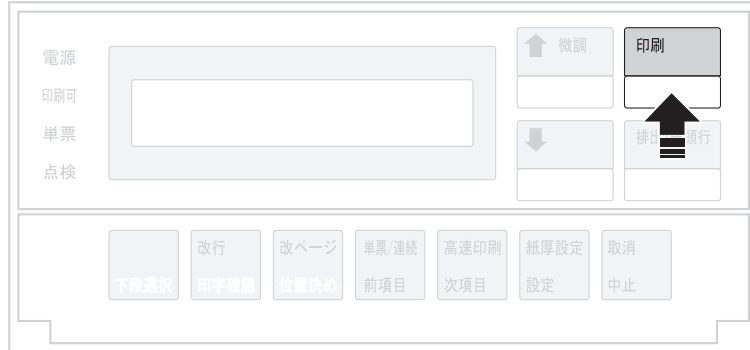 電源
印刷可
単票
点検
微調
印刷
排出 頭行
下段選択
改行
印字確認
改ページ
位置決め
単票/連続
前項目
高速印刷
次項目
紙厚設定
設定
取消
中止